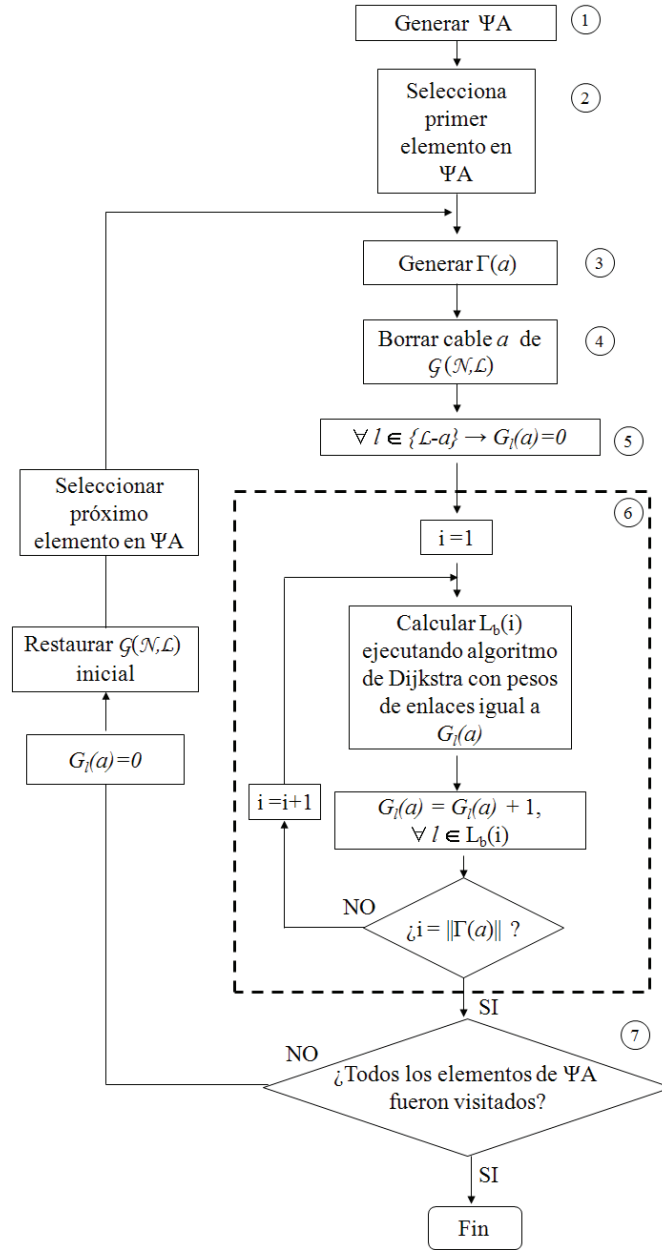 Generar ΨA
1
Selecciona
primer
elemento en
ΨA
2
Generar Γ(a)
3
Borrar cable a de
𝒢(𝒩,ℒ)
4
∀ l ∈ {ℒ-a} → Gₗ(a)=0
5
6
i =1
Calcular L_b(i)
ejecutando algoritmo
de Dijkstra con pesos
de enlaces igual a
Gₗ(a)
Gₗ(a) = Gₗ(a) + 1,
∀ l ∈ L_b(i)
i =i+1
NO
¿i = ||Γ(a)|| ?
SI
7
NO
¿Todos los elementos de ΨA
fueron visitados?
SI
Fin
Gₗ(a)=0
Restaurar 𝒢(𝒩,ℒ)
inicial
Seleccionar
próximo
elemento en ΨA